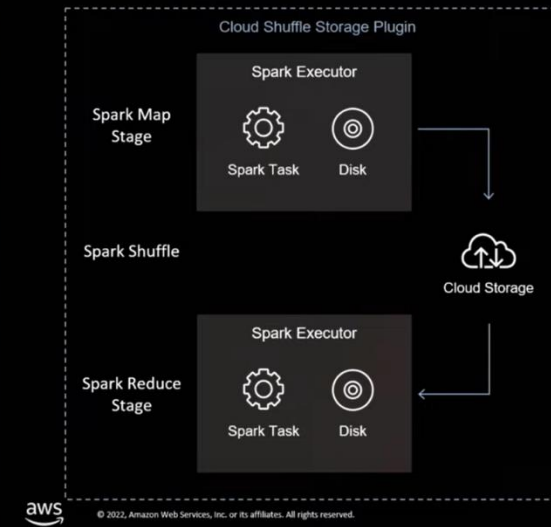 Cloud Shuffle Storage Plugin
Spark Executor
Spark Map
Stage
Spark Task
Disk
Spark Shuffle
Cloud Storage
Spark Executor
Spark Reduce
Stage
Spark Task
Disk
aws
© 2022, Amazon Web Services, Inc. or its affiliates. All rights reserved.